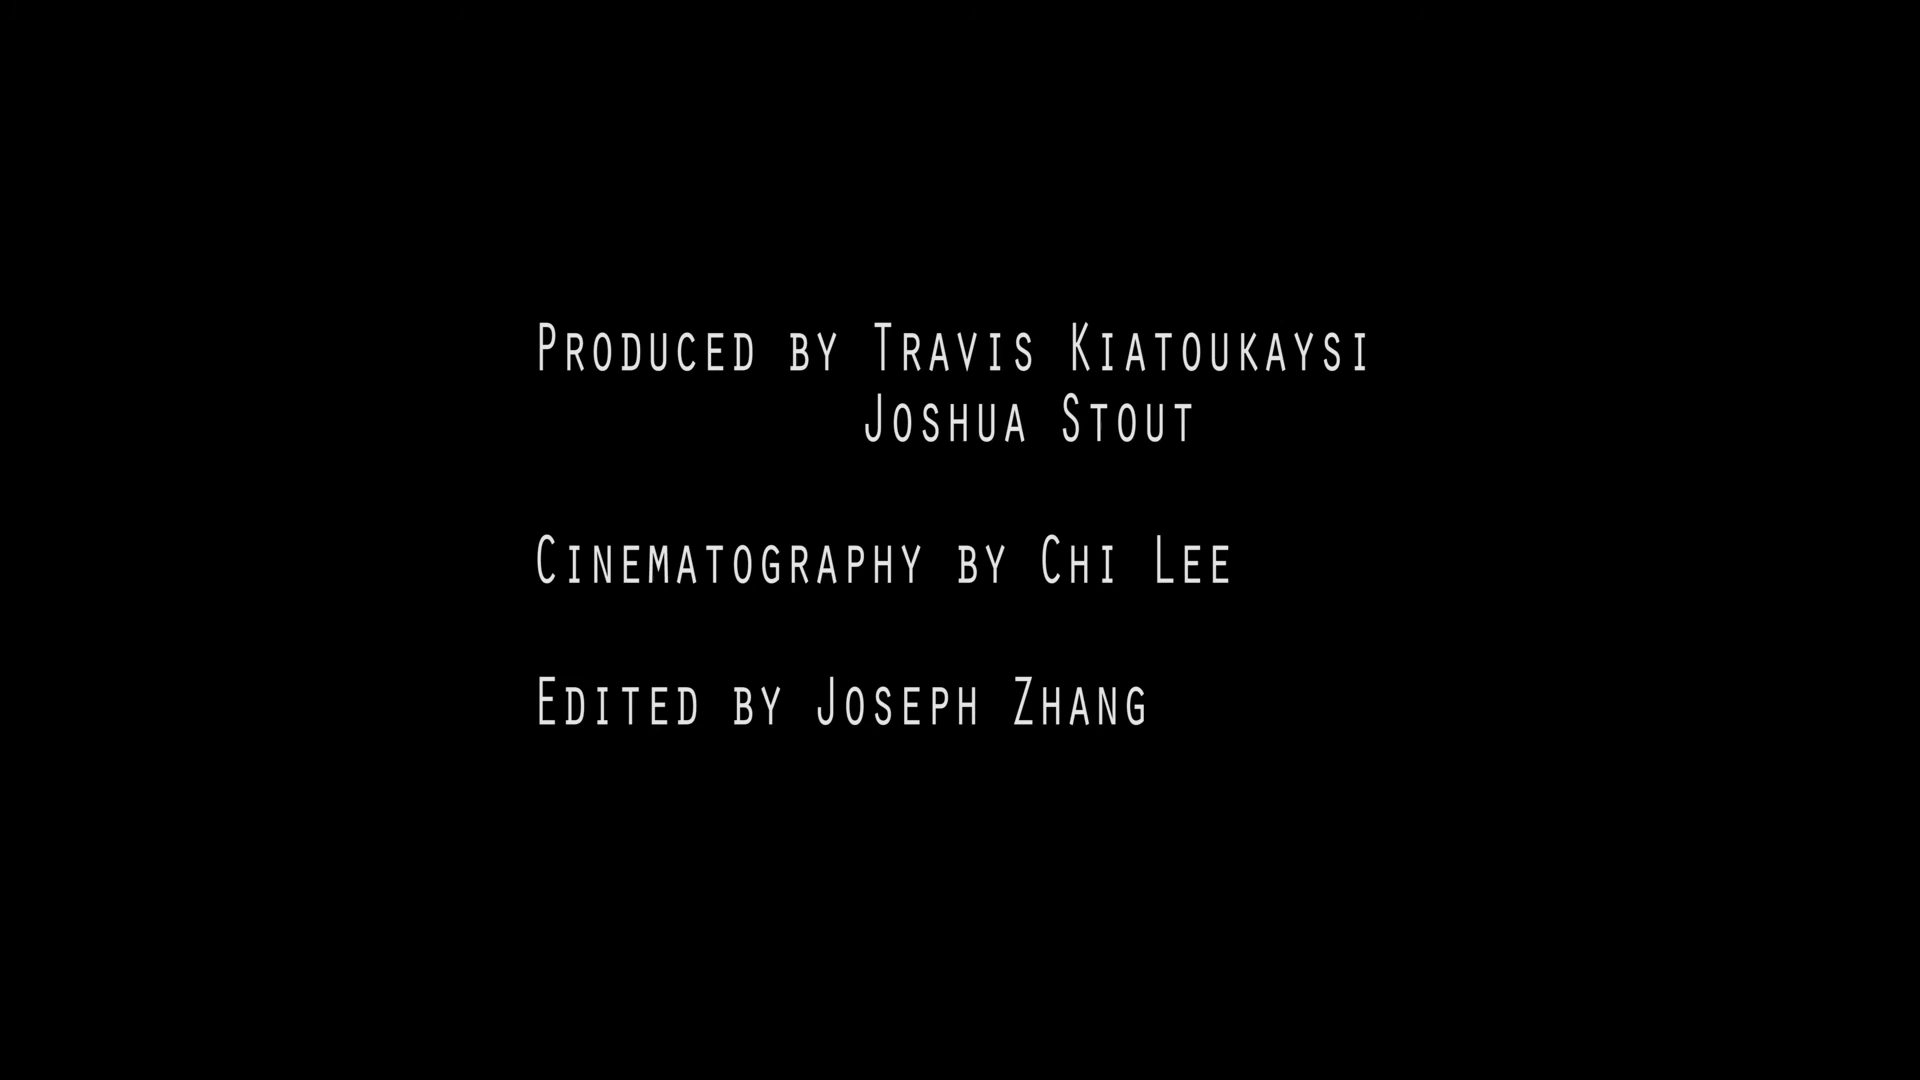 Produced by Travis Kiatoukaysi
Joshua Stout
Cinematography by Chi Lee
Edited by Joseph Zhang